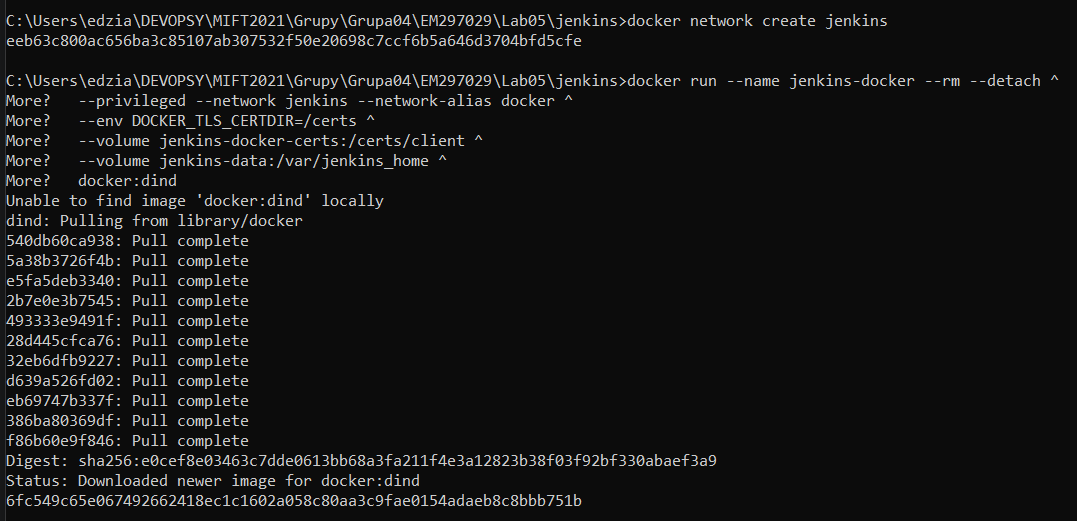 C:\Users\edzia\DEVOPSY\MIFT2021\Grupy\Grupa04\EM297029\Lab05\jenkins>docker network create jenkins
eeb63c800ac656ba3c85107ab307532f50e20698c7ccf6b5a646d3704bfd5cfe
C:\Users\edzia\DEVOPSY\MIFT2021\Grupy\Grupa04\EM297029\Lab05\jenkins>docker run --name jenkins-docker --rm --detach ^
More?   --privileged --network jenkins --network-alias docker ^
More?   --env DOCKER_TLS_CERTDIR=/certs ^
More?   --volume jenkins-docker-certs:/certs/client ^
More?   --volume jenkins-data:/var/jenkins_home ^
More?   docker:dind
Unable to find image 'docker:dind' locally
dind: Pulling from library/docker
540db60ca938: Pull complete
5a38b3726f4b: Pull complete
e5fa5deb3340: Pull complete
2b7e0e3b7545: Pull complete
493333e9491f: Pull complete
28d445cfca76: Pull complete
32eb6dfb9227: Pull complete
d639a526fd02: Pull complete
eb69747b337f: Pull complete
386ba80369df: Pull complete
f86b60e9f846: Pull complete
Digest: sha256:e0cef8e03463c7dde0613bb68a3fa211f4e3a12823b38f03f92bf330abaef3a9
Status: Downloaded newer image for docker:dind
6fc549c65e067492662418ec1c1602a058c80aa3c9fae0154adaeb8c8bbb751b